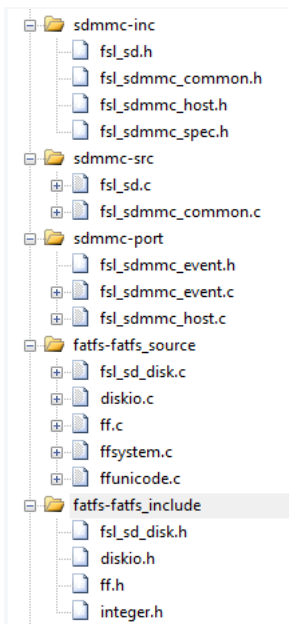 sdmmc-inc
fsl_sd.h
fsl_sdmmc_common.h
fsl_sdmmc_host.h
fsl_sdmmc_spec.h
sdmmc-src
fsl_sd.c
fsl_sdmmc_common.c
sdmmc-port
fsl_sdmmc_event.h
fsl_sdmmc_event.c
fsl_sdmmc_host.c
fatfs-fatfs_source
fsl_sd_disk.c
diskio.c
ff.c
ffsystem.c
ffunicode.c
fatfs-fatfs_include
fsl_sd_disk.h
diskio.h
ff.h
integer.h